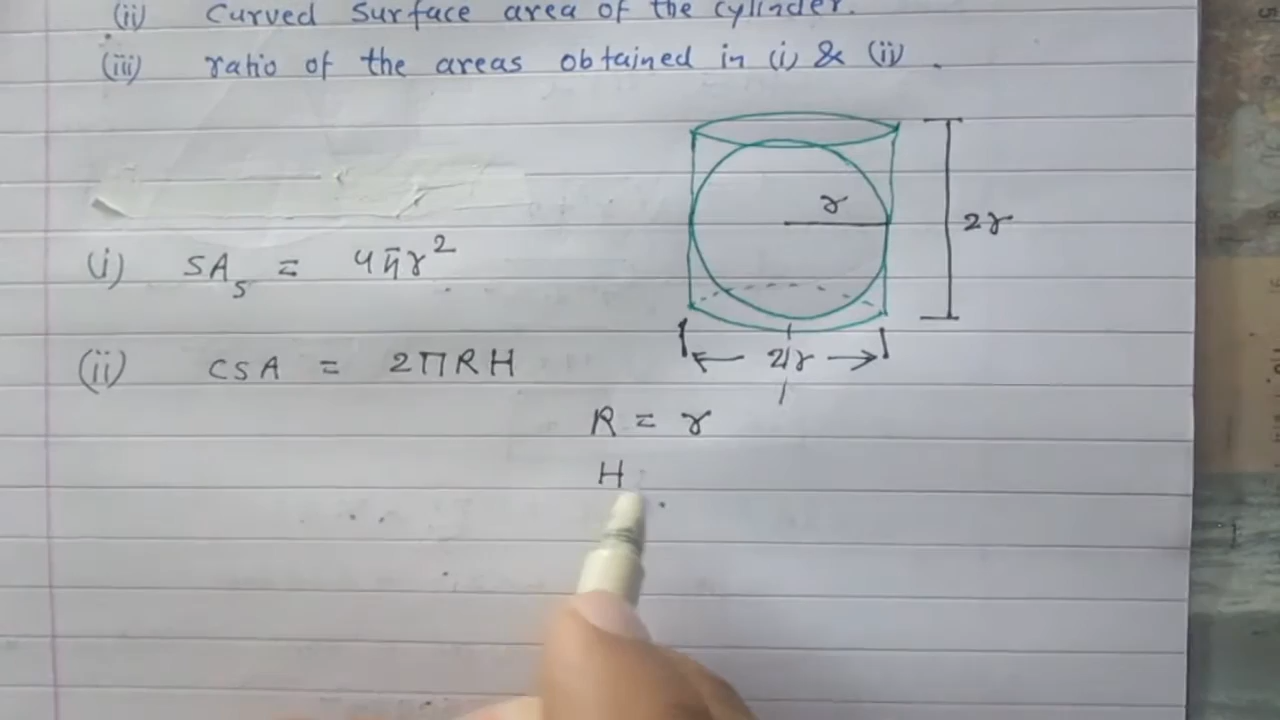 (ii) Curved Surface area of the cylinder.
(iii) ratio of the areas obtained in (i) & (ii).
r
2r
(i) SA_S = 4πr²
2r
(ii) CSA = 2πRH
R = r
H